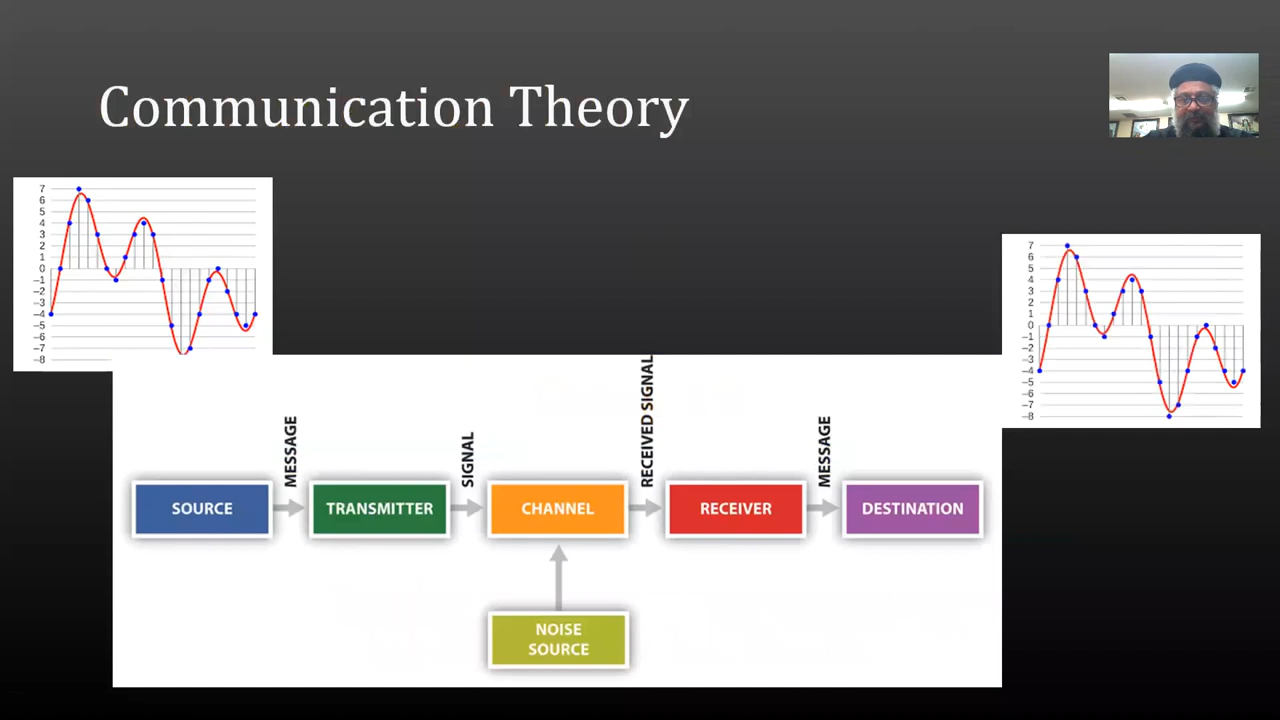 Communication Theory
7
6
5
4
3
2
1
0
−1
−2
−3
−4
−5
−6
−7
−8
7
6
5
4
3
2
1
0
−1
−2
−3
−4
−5
−6
−7
−8
MESSAGE
SIGNAL
RECEIVED SIGNAL
MESSAGE
SOURCE
TRANSMITTER
CHANNEL
RECEIVER
DESTINATION
NOISE
SOURCE